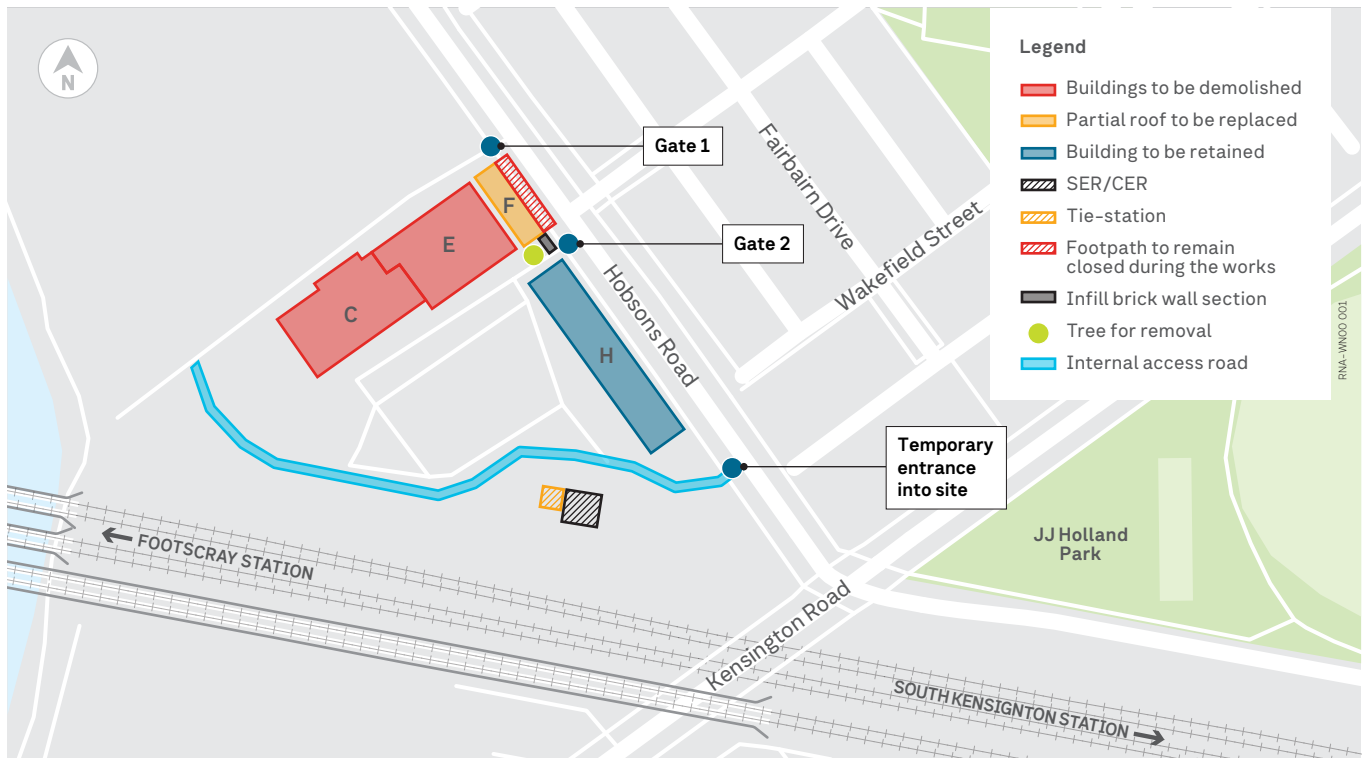 N
Gate 1
Gate 2
F
E
C
H
Fairbairn Drive
Wakefield Street
Hobsons Road
Temporary
entrance
into site
JJ Holland
Park
FOOTSCRAY STATION
Kensington Road
SOUTH KENSIGNTON STATION
Legend
Buildings to be demolished
Partial roof to be replaced
Building to be retained
SER/CER
Tie-station
Footpath to remain
closed during the works
Infill brick wall section
Tree for removal
Internal access road
RNA-WN00 001